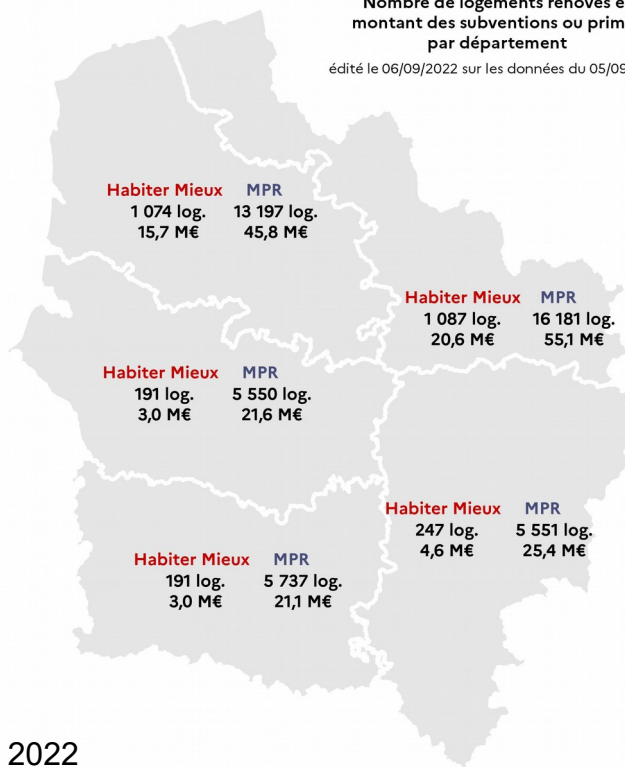 Nombre de logements rénovés e
montant des subventions ou prim
par département
édité le 06/09/2022 sur les données du 05/09
Habiter Mieux MPR
1 074 log. 13 197 log.
15,7 M€ 45,8 M€
Habiter Mieux MPR
1 087 log. 16 181 log.
20,6 M€ 55,1 M€
Habiter Mieux MPR
191 log. 5 550 log.
3,0 M€ 21,6 M€
Habiter Mieux MPR
247 log. 5 551 log.
4,6 M€ 25,4 M€
Habiter Mieux MPR
191 log. 5 737 log.
3,0 M€ 21,1 M€
2022